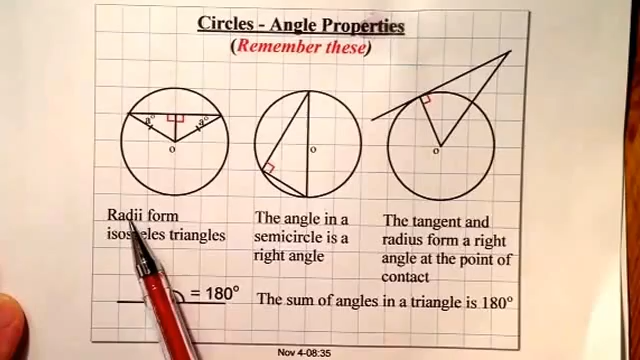 Circles - Angle Properties
(Remember these)
a° a°
o
o
o
Radii form
isosceles triangles
The angle in a
semicircle is a
right angle
The tangent and
radius form a right
angle at the point of
contact
= 180°
The sum of angles in a triangle is 180°
Nov 4-08:35